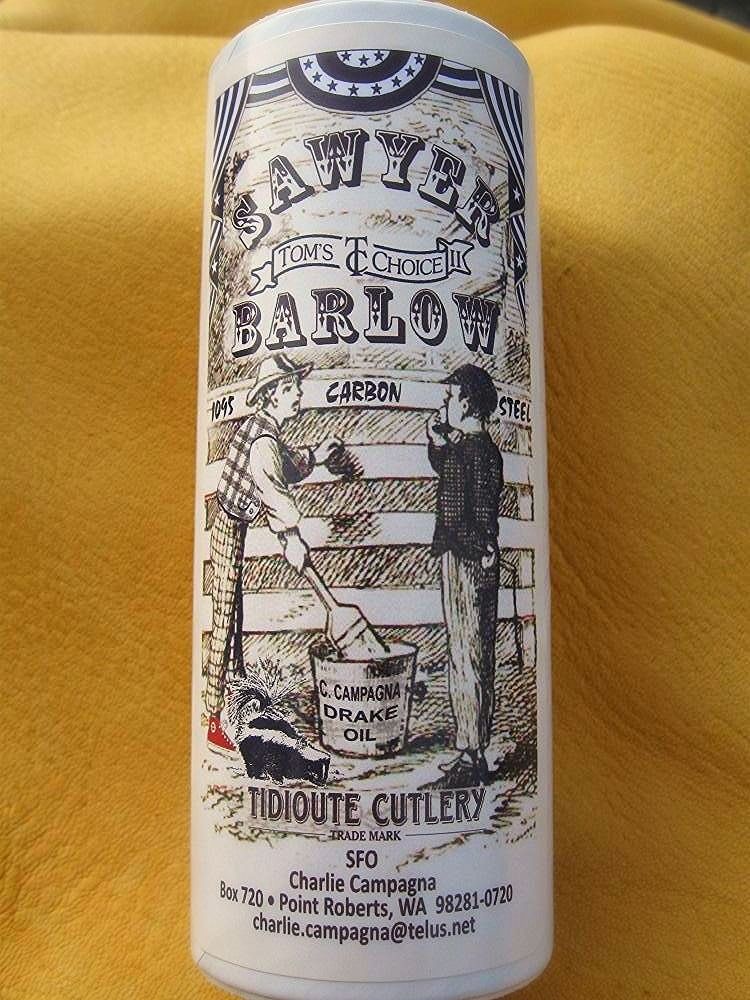 SAWYER
TOM'S TC CHOICE II
BARLOW
1095 CARBON STEEL
C. CAMPAGNA
DRAKE
OIL
TIDIOUTE CUTLERY
TRADE MARK
SFO
Charlie Campagna
Box 720 • Point Roberts, WA 98281-0720
charlie.campagna@telus.net